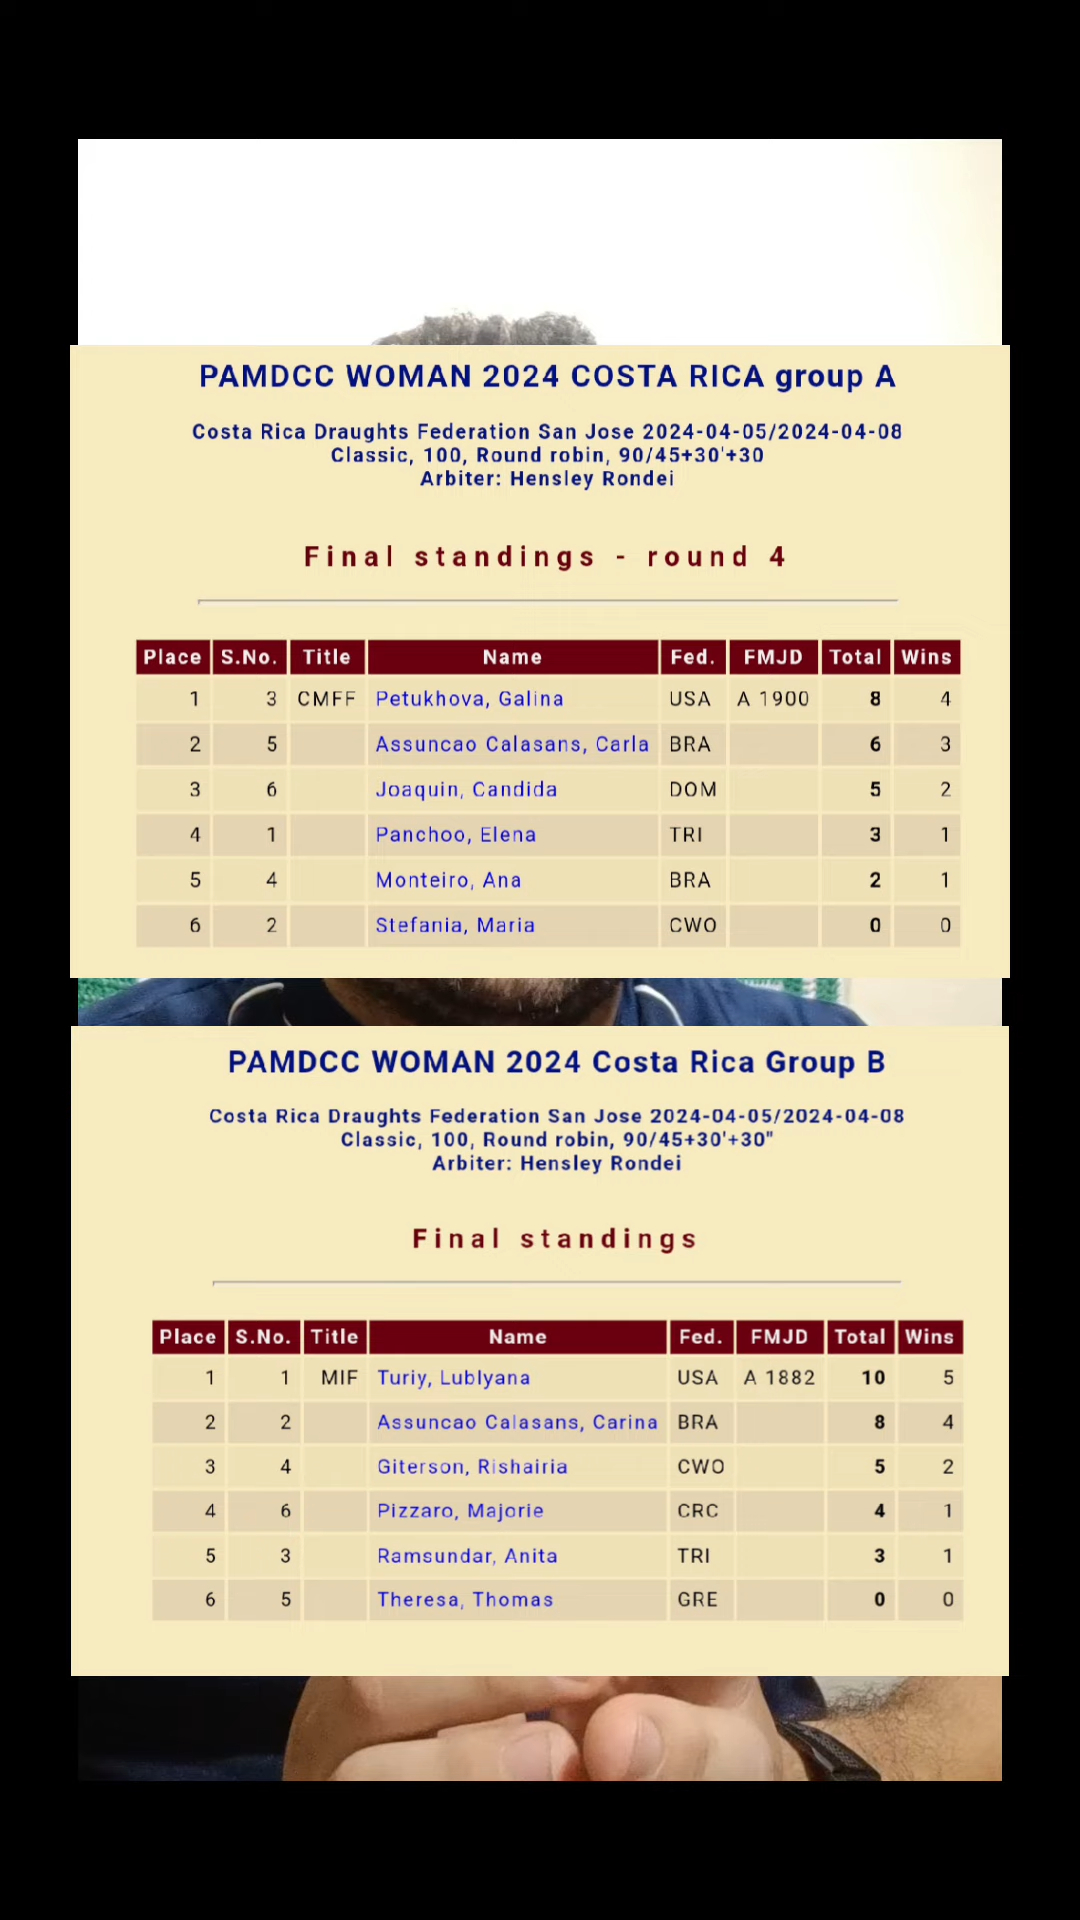 PAMDCC WOMAN 2024 COSTA RICA group A
Costa Rica Draughts Federation San Jose 2024-04-05/2024-04-08
Classic, 100, Round robin, 90/45+30'+30
Arbiter: Hensley Rondei
Final standings - round 4
Place S.No. Title Name Fed. FMJD Total Wins
1 3 CMFF Petukhova, Galina USA A 1900 8 4
2 5 Assuncao Calasans, Carla BRA 6 3
3 6 Joaquin, Candida DOM 5 2
4 1 Panchoo, Elena TRI 3 1
5 4 Monteiro, Ana BRA 2 1
6 2 Stefania, Maria CWO 0 0
PAMDCC WOMAN 2024 Costa Rica Group B
Costa Rica Draughts Federation San Jose 2024-04-05/2024-04-08
Classic, 100, Round robin, 90/45+30'+30"
Arbiter: Hensley Rondei
Final standings
Place S.No. Title Name Fed. FMJD Total Wins
1 1 MIF Turiy, Lublyana USA A 1882 10 5
2 2 Assuncao Calasans, Carina BRA 8 4
3 4 Giterson, Rishairia CWO 5 2
4 6 Pizzaro, Majorie CRC 4 1
5 3 Ramsundar, Anita TRI 3 1
6 5 Theresa, Thomas GRE 0 0